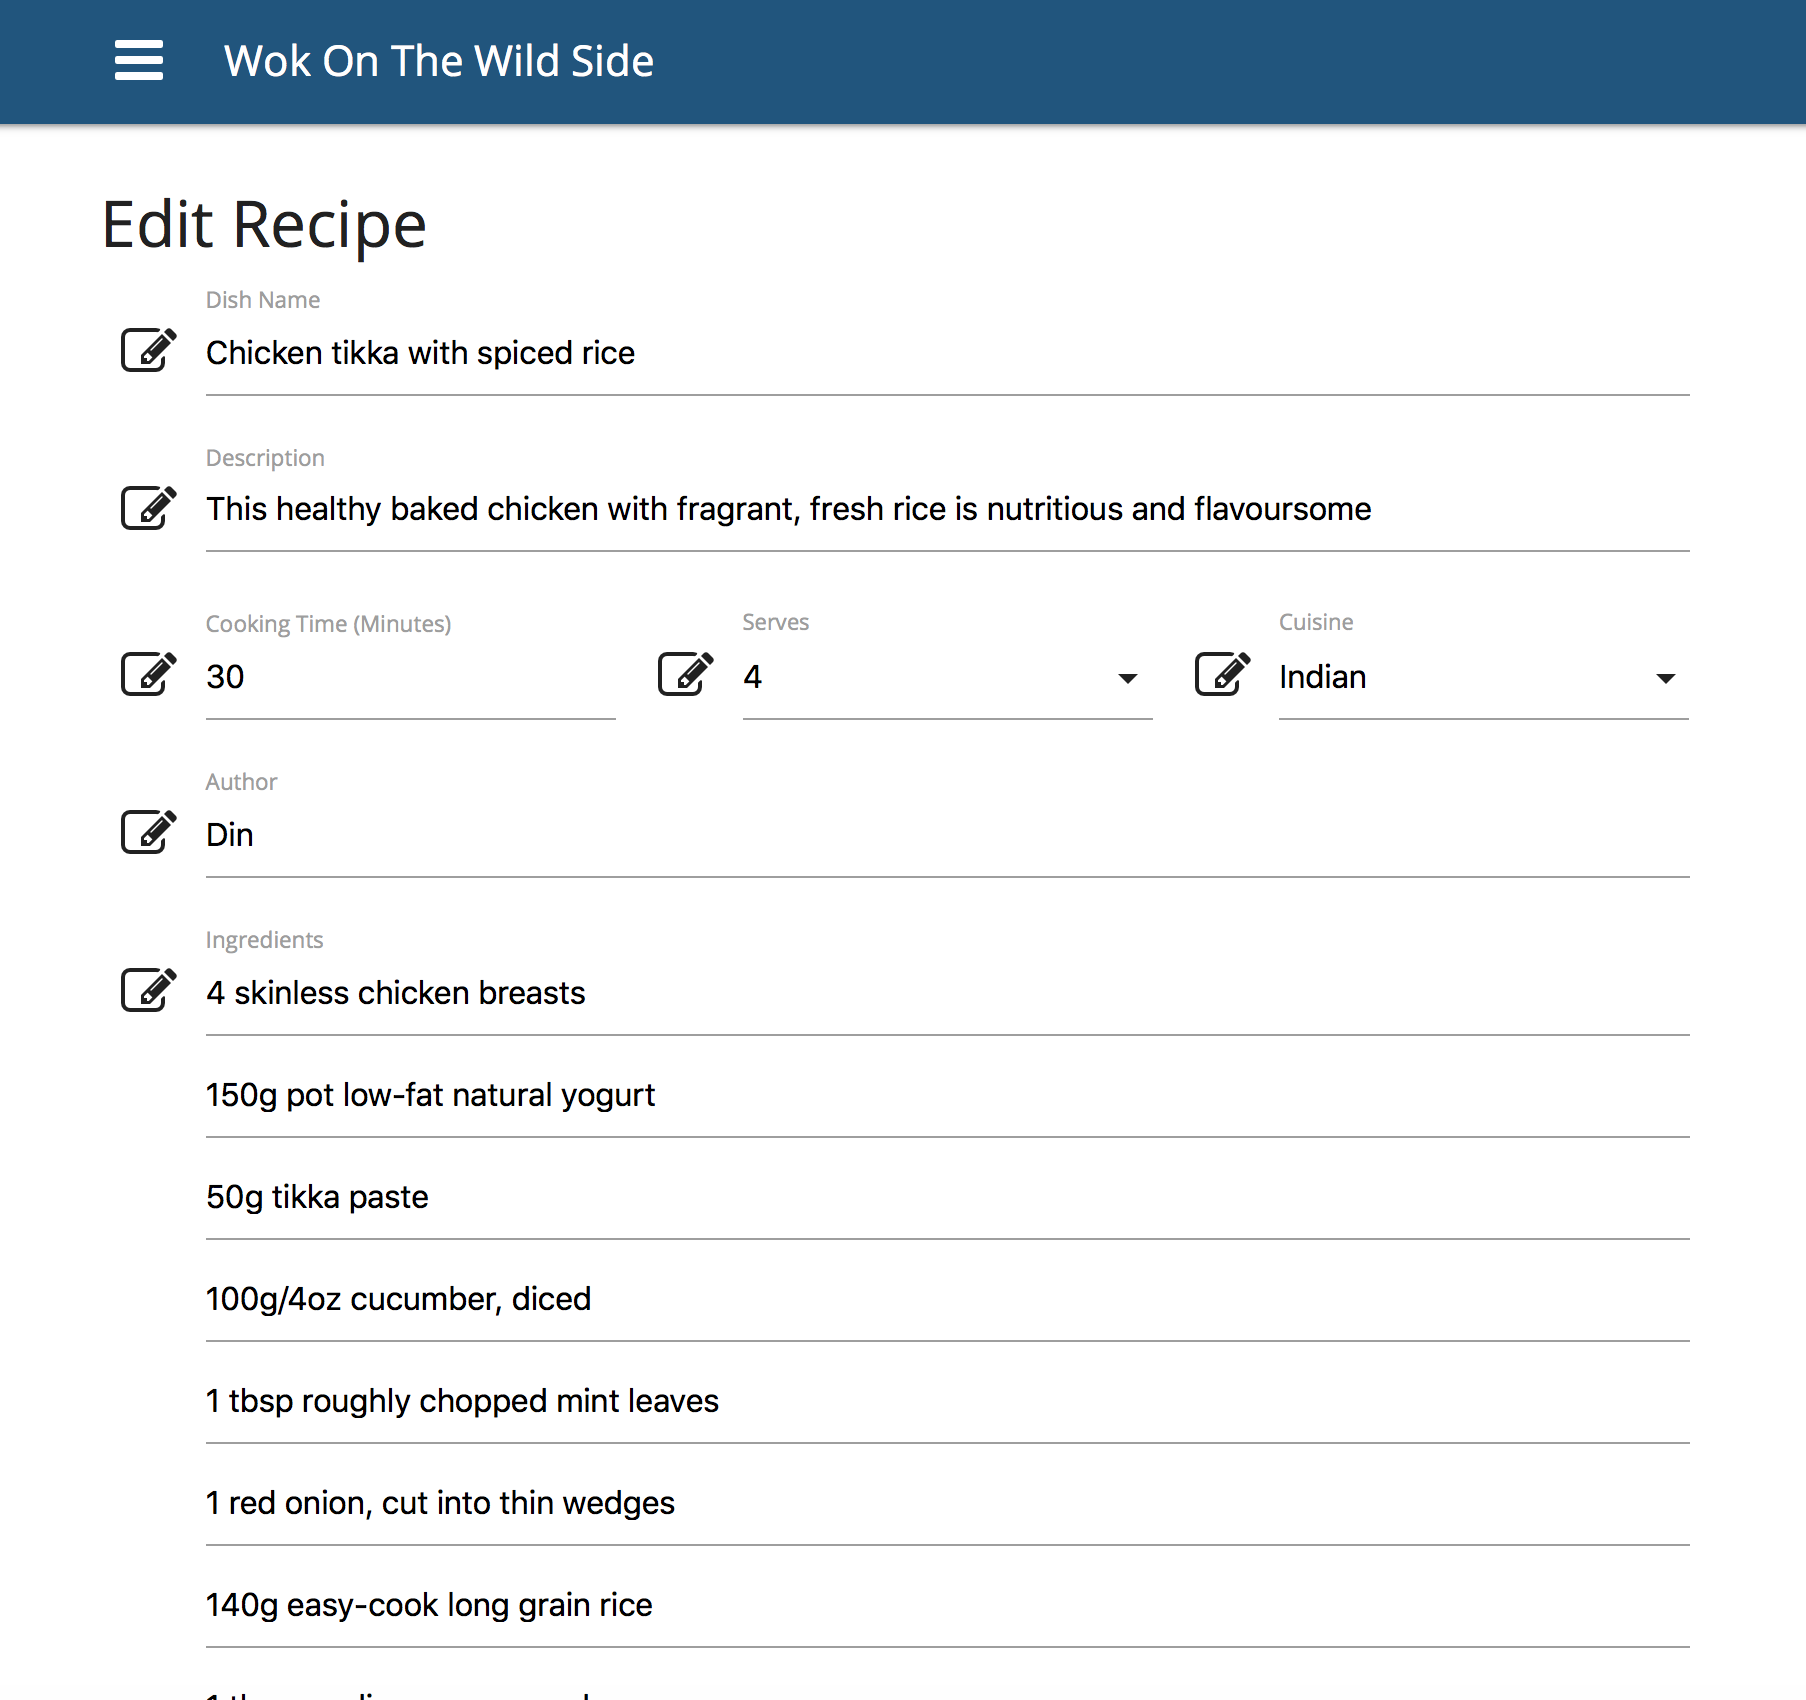 Wok On The Wild Side
Edit Recipe
Dish Name
Chicken tikka with spiced rice
Description
This healthy baked chicken with fragrant, fresh rice is nutritious and flavoursome
Cooking Time (Minutes) Serves Cuisine
30 4 Indian
Author
Din
Ingredients
4 skinless chicken breasts
150g pot low-fat natural yogurt
50g tikka paste
100g/4oz cucumber, diced
1 tbsp roughly chopped mint leaves
1 red onion, cut into thin wedges
140g easy-cook long grain rice